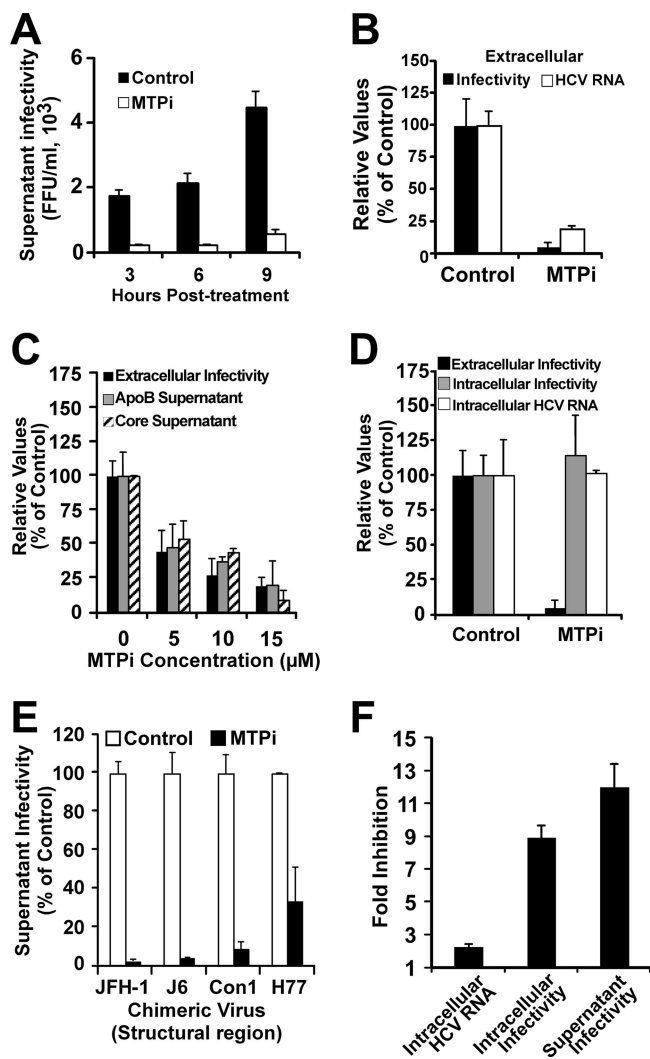 A
Control
MTPi
Supernatant infectivity
(FFU/ml, 10³)
6
4
2
0
3 6 9
Hours Post-treatment
B
Extracellular
Infectivity HCV RNA
Relative Values
(% of Control)
175
150
125
100
75
50
25
0
Control MTPi
C
Extracellular Infectivity
ApoB Supernatant
Core Supernatant
Relative Values
(% of Control)
175
150
125
100
75
50
25
0
0 5 10 15
MTPi Concentration (µM)
D
Extracellular Infectivity
Intracellular Infectivity
Intracellular HCV RNA
Relative Values
(% of Control)
175
150
125
100
75
50
25
0
Control MTPi
E
Control MTPi
Supernatant Infectivity
(% of Control)
120
100
80
60
40
20
0
JFH-1 J6 Con1 H77
Chimeric Virus
(Structural region)
F
Fold Inhibition
15
13
11
9
7
5
3
1
Intracellular
HCV RNA
Intracellular
Infectivity
Supernatant
Infectivity